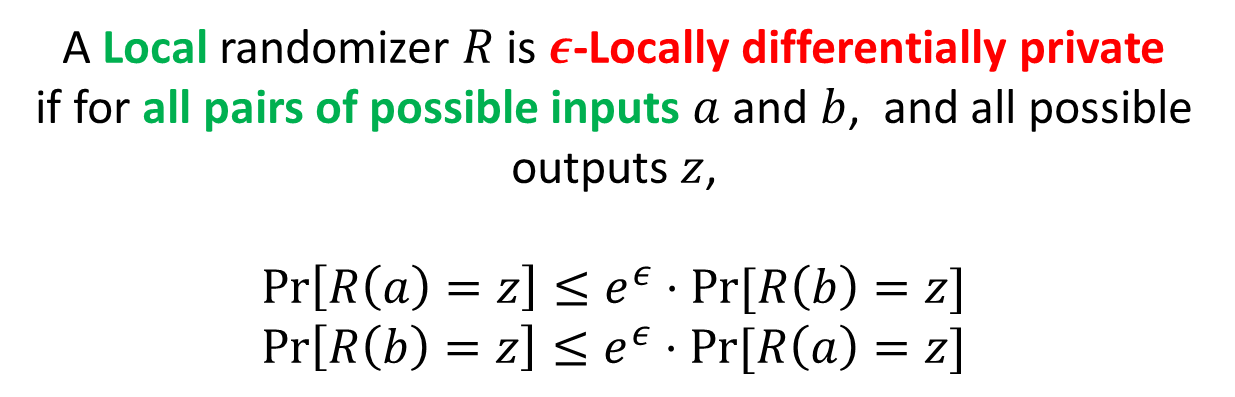 A Local randomizer R is ϵ-Locally differentially private
if for all pairs of possible inputs a and b, and all possible
outputs z,
Pr[R(a) = z] ≤ e^ϵ · Pr[R(b) = z]
Pr[R(b) = z] ≤ e^ϵ · Pr[R(a) = z]